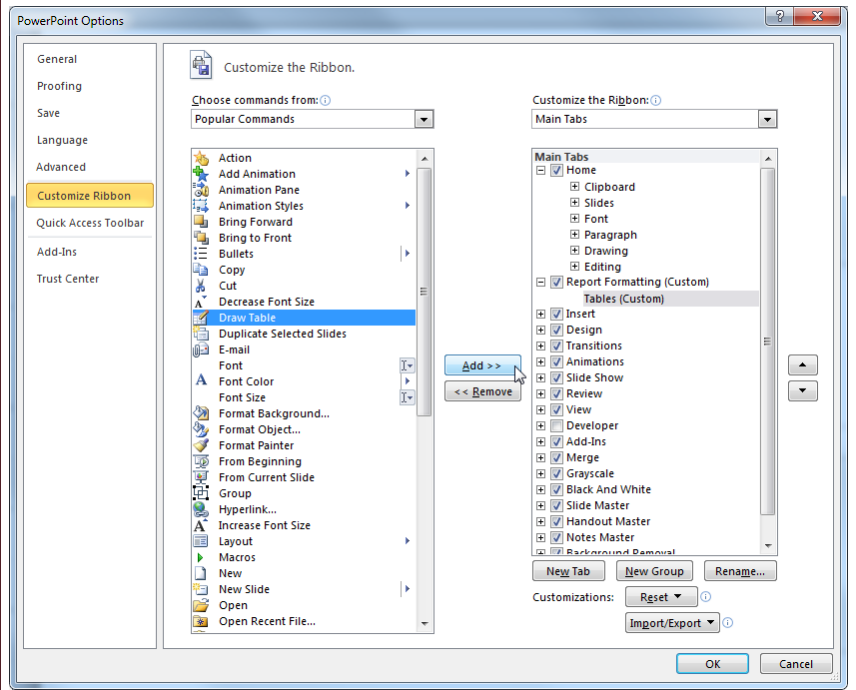 PowerPoint Options
General
Proofing
Save
Language
Advanced
Customize Ribbon
Quick Access Toolbar
Add-Ins
Trust Center
Customize the Ribbon.
Choose commands from:
Popular Commands
Action
Add Animation
Animation Pane
Animation Styles
Bring Forward
Bring to Front
Bullets
Copy
Cut
Decrease Font Size
Draw Table
Duplicate Selected Slides
E-mail
Font
Font Color
Font Size
Format Background...
Format Object...
Format Painter
From Beginning
From Current Slide
Group
Hyperlink...
Increase Font Size
Layout
Macros
New
New Slide
Open
Open Recent File...
Add >>
<< Remove
Customize the Ribbon:
Main Tabs
Main Tabs
Home
Clipboard
Slides
Font
Paragraph
Drawing
Editing
Report Formatting (Custom)
Tables (Custom)
Insert
Design
Transitions
Animations
Slide Show
Review
View
Developer
Add-Ins
Merge
Grayscale
Black And White
Slide Master
Handout Master
Notes Master
Background Removal
New Tab
New Group
Rename...
Customizations:
Reset
Import/Export
OK
Cancel